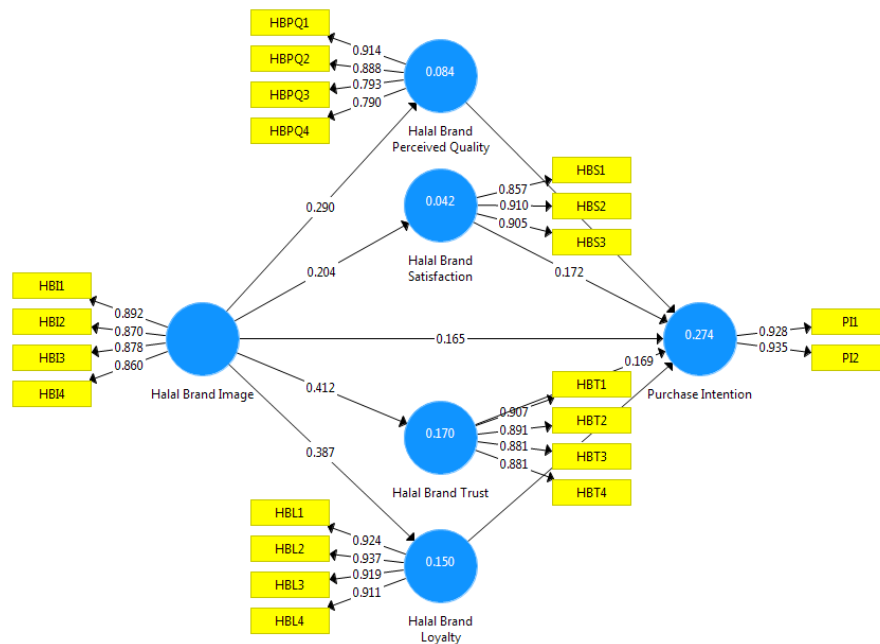 HBPQ1
HBPQ2
HBPQ3
HBPQ4
0.914
0.888
0.793
0.790
0.084
Halal Brand
Perceived Quality
0.290
0.042
Halal Brand
Satisfaction
0.204
0.857
0.910
0.905
HBS1
HBS2
HBS3
0.172
HBI1
HBI2
HBI3
HBI4
0.892
0.870
0.878
0.860
Halal Brand Image
0.165
0.274
Purchase Intention
0.928
0.935
PI1
PI2
0.412
0.170
Halal Brand Trust
0.169
0.907
0.891
0.881
0.881
HBT1
HBT2
HBT3
HBT4
0.387
HBL1
HBL2
HBL3
HBL4
0.924
0.937
0.919
0.911
0.150
Halal Brand
Loyalty